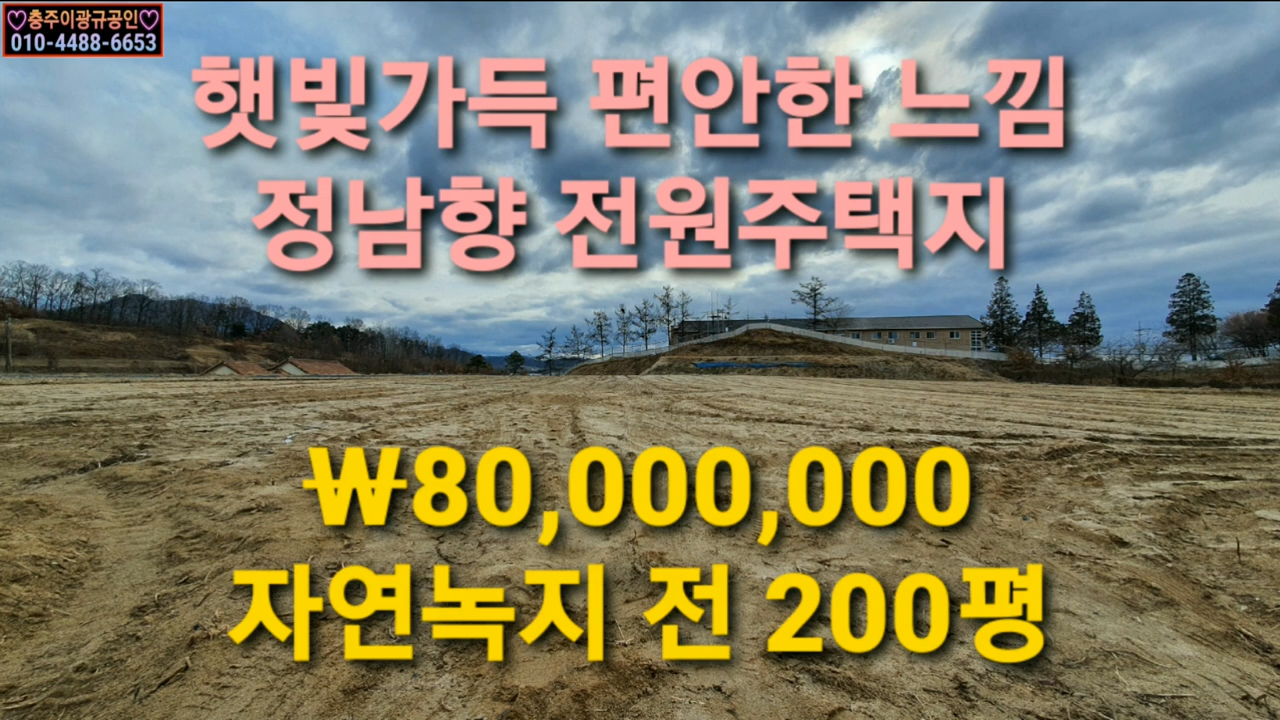 ♡충주이광규공인♡
010-4488-6653
햇빛가득 편안한 느낌
정남향 전원주택지
₩80,000,000
자연녹지 전 200평